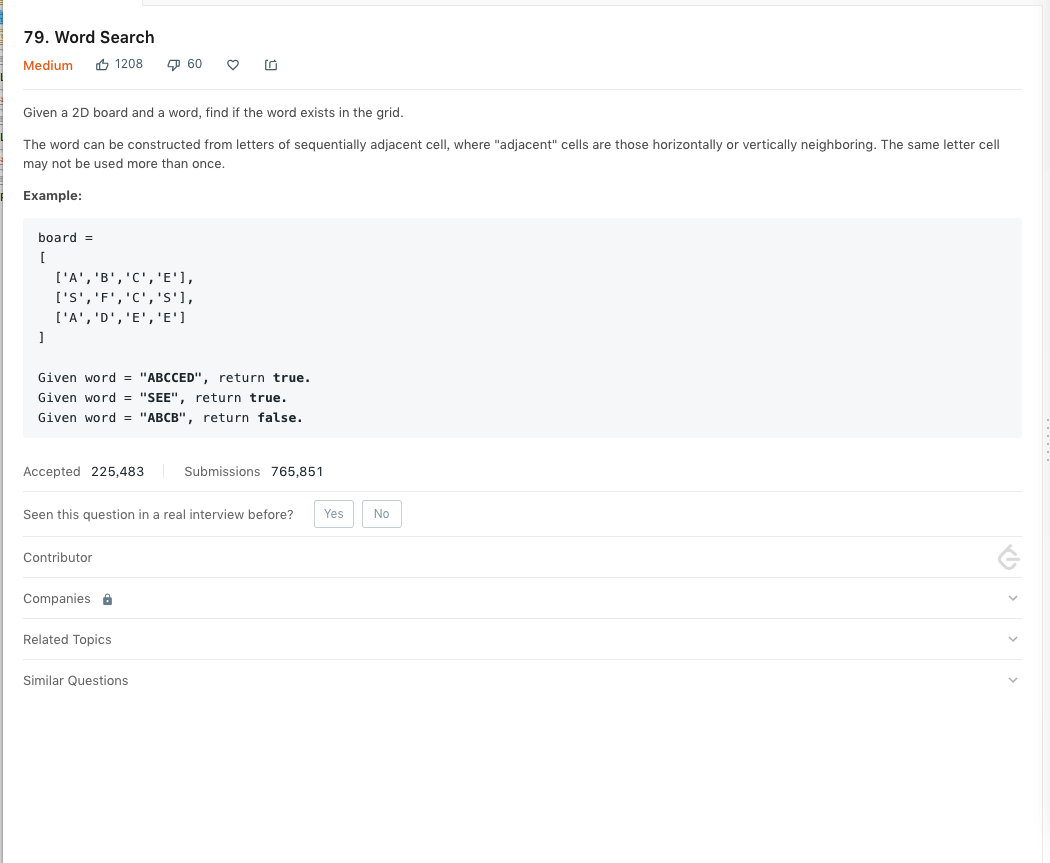 79. Word Search
Medium 1208 60
Given a 2D board and a word, find if the word exists in the grid.
The word can be constructed from letters of sequentially adjacent cell, where "adjacent" cells are those horizontally or vertically neighboring. The same letter cell
may not be used more than once.
Example:
board =
[
  ['A','B','C','E'],
  ['S','F','C','S'],
  ['A','D','E','E']
]
Given word = "ABCCED", return true.
Given word = "SEE", return true.
Given word = "ABCB", return false.
Accepted 225,483 Submissions 765,851
Seen this question in a real interview before? Yes No
Contributor
Companies
Related Topics
Similar Questions